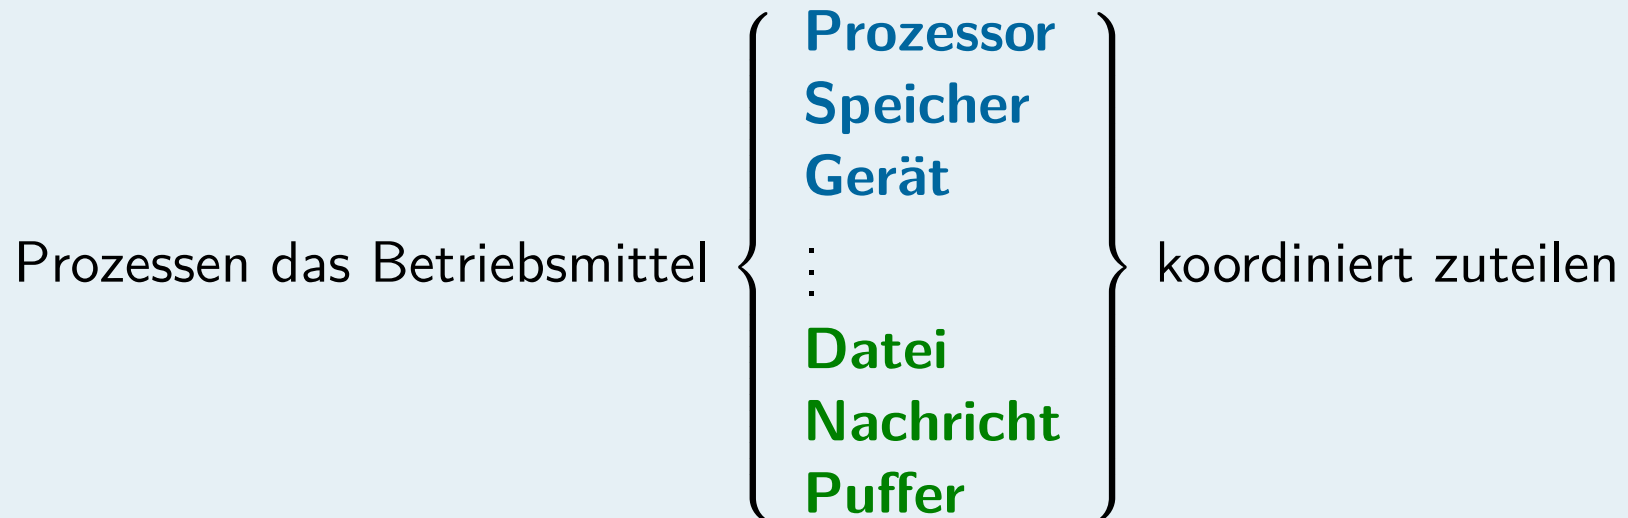 Prozessor
Speicher
Gerät
Prozessen das Betriebsmittel { ⋮ } koordiniert zuteilen
Datei
Nachricht
Puffer